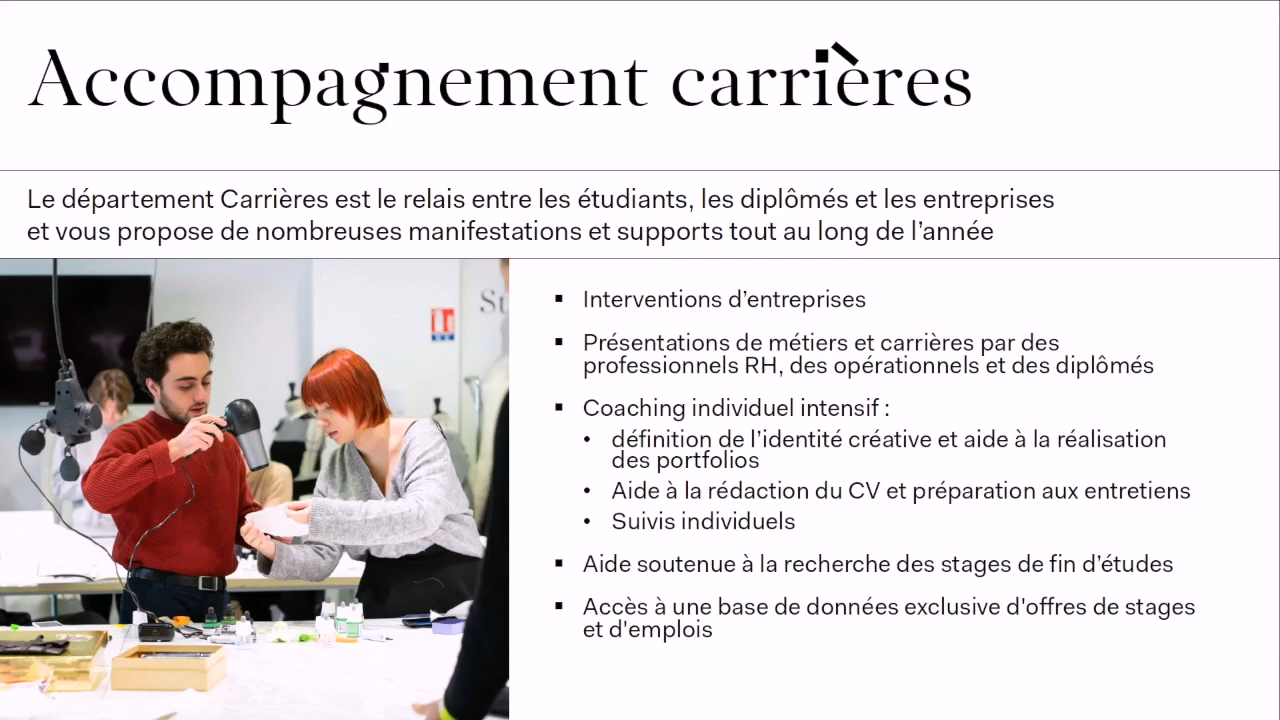 Accompagnement carrières
Le département Carrières est le relais entre les étudiants, les diplômés et les entreprises
et vous propose de nombreuses manifestations et supports tout au long de l’année
St
▪ Interventions d’entreprises
▪ Présentations de métiers et carrières par des
professionnels RH, des opérationnels et des diplômés
▪ Coaching individuel intensif :
• définition de l’identité créative et aide à la réalisation
des portfolios
• Aide à la rédaction du CV et préparation aux entretiens
• Suivis individuels
▪ Aide soutenue à la recherche des stages de fin d’études
▪ Accès à une base de données exclusive d'offres de stages
et d'emplois